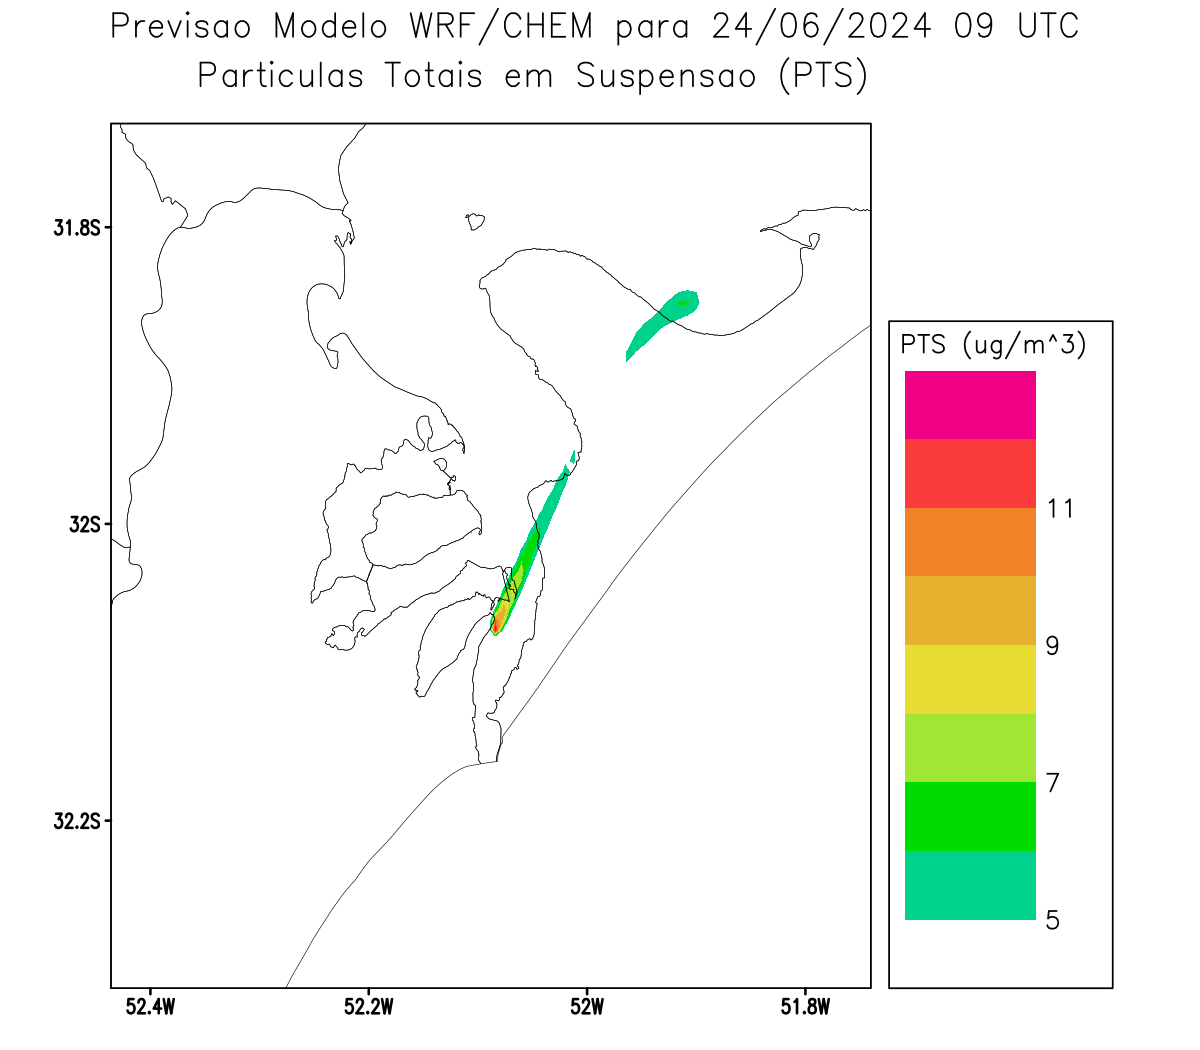 Previsao Modelo WRF/CHEM para 24/06/2024 09 UTC
Particulas Totais em Suspensao (PTS)
31.8S
32S
32.2S
52.4W 52.2W 52W 51.8W
PTS (ug/m^3)
11
9
7
5